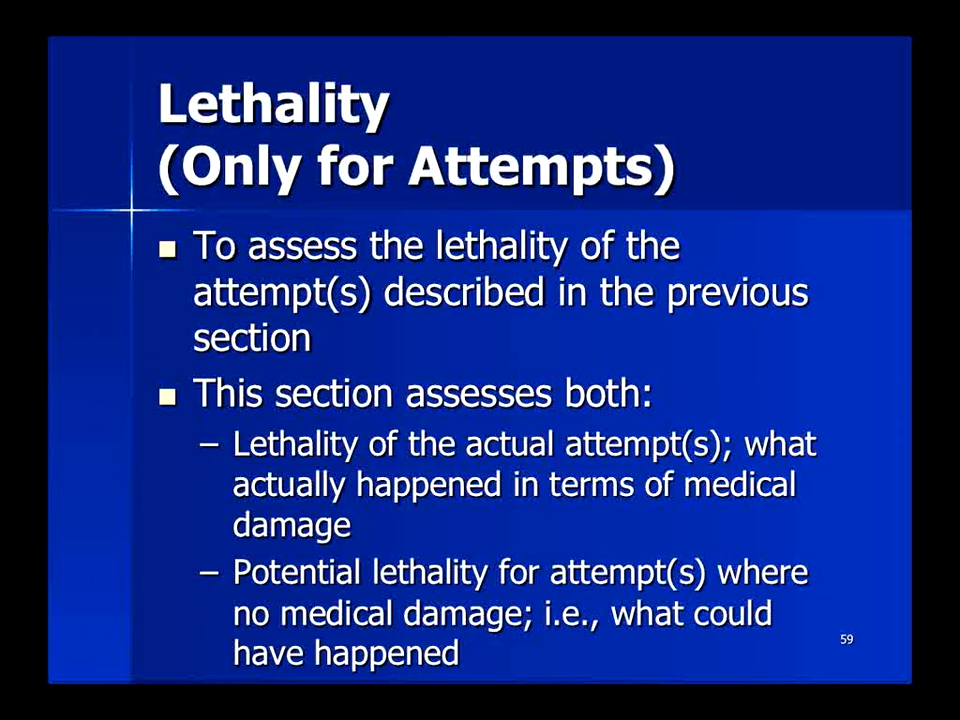 Lethality
(Only for Attempts)
■ To assess the lethality of the
attempt(s) described in the previous
section
■ This section assesses both:
– Lethality of the actual attempt(s); what
actually happened in terms of medical
damage
– Potential lethality for attempt(s) where
no medical damage; i.e., what could
have happened
59